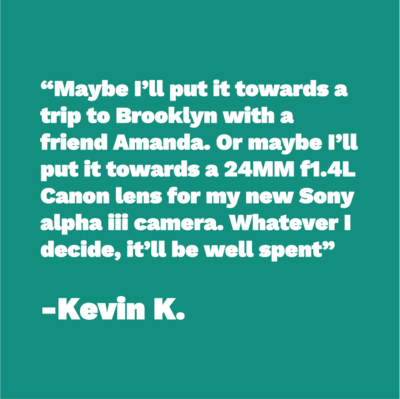 “Maybe I’ll put it towards a
trip to Brooklyn with a
friend Amanda. Or maybe I’ll
put it towards a 24MM f1.4L
Canon lens for my new Sony
alpha iii camera. Whatever I
decide, it’ll be well spent”
-Kevin K.